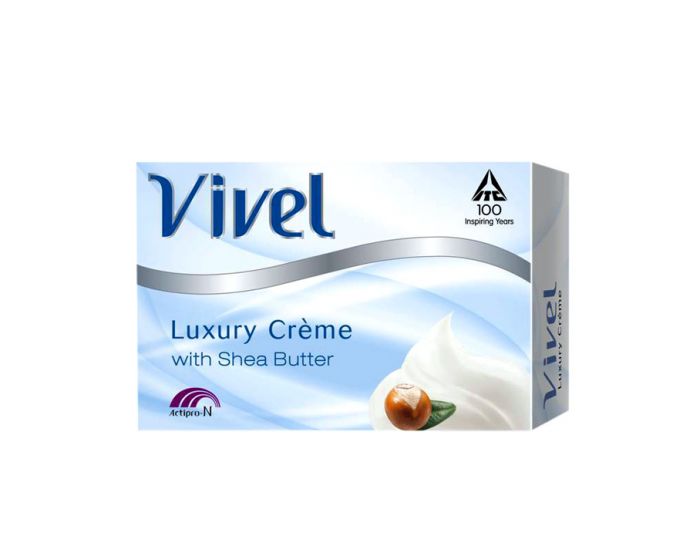 Vivel
ITC
100
Inspiring Years
Luxury Crème
with Shea Butter
Actipro-N
Vivel
Luxury Crème